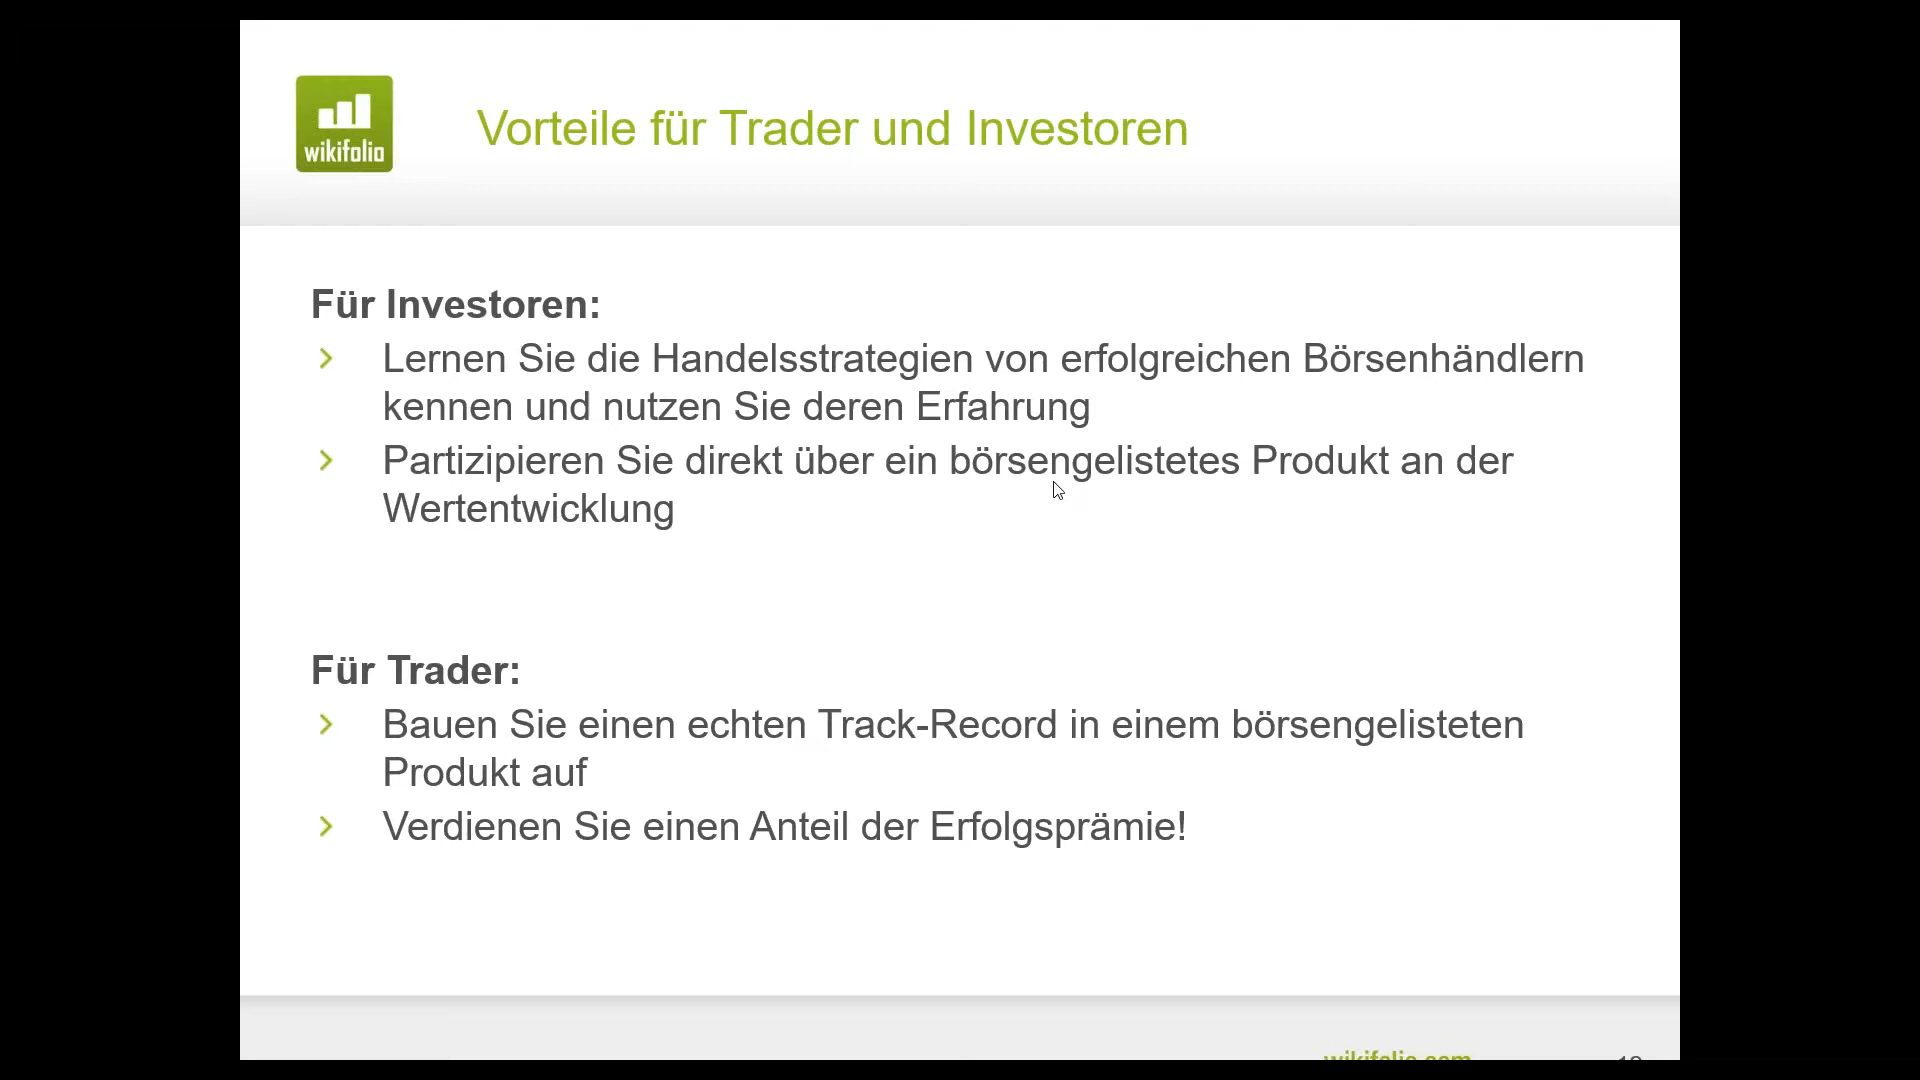 wikifolio
Vorteile für Trader und Investoren
Für Investoren:
Lernen Sie die Handelsstrategien von erfolgreichen Börsenhändlern
kennen und nutzen Sie deren Erfahrung
Partizipieren Sie direkt über ein börsengelistetes Produkt an der
Wertentwicklung
Für Trader:
Bauen Sie einen echten Track-Record in einem börsengelisteten
Produkt auf
Verdienen Sie einen Anteil der Erfolgsprämie!
wikifolio.com